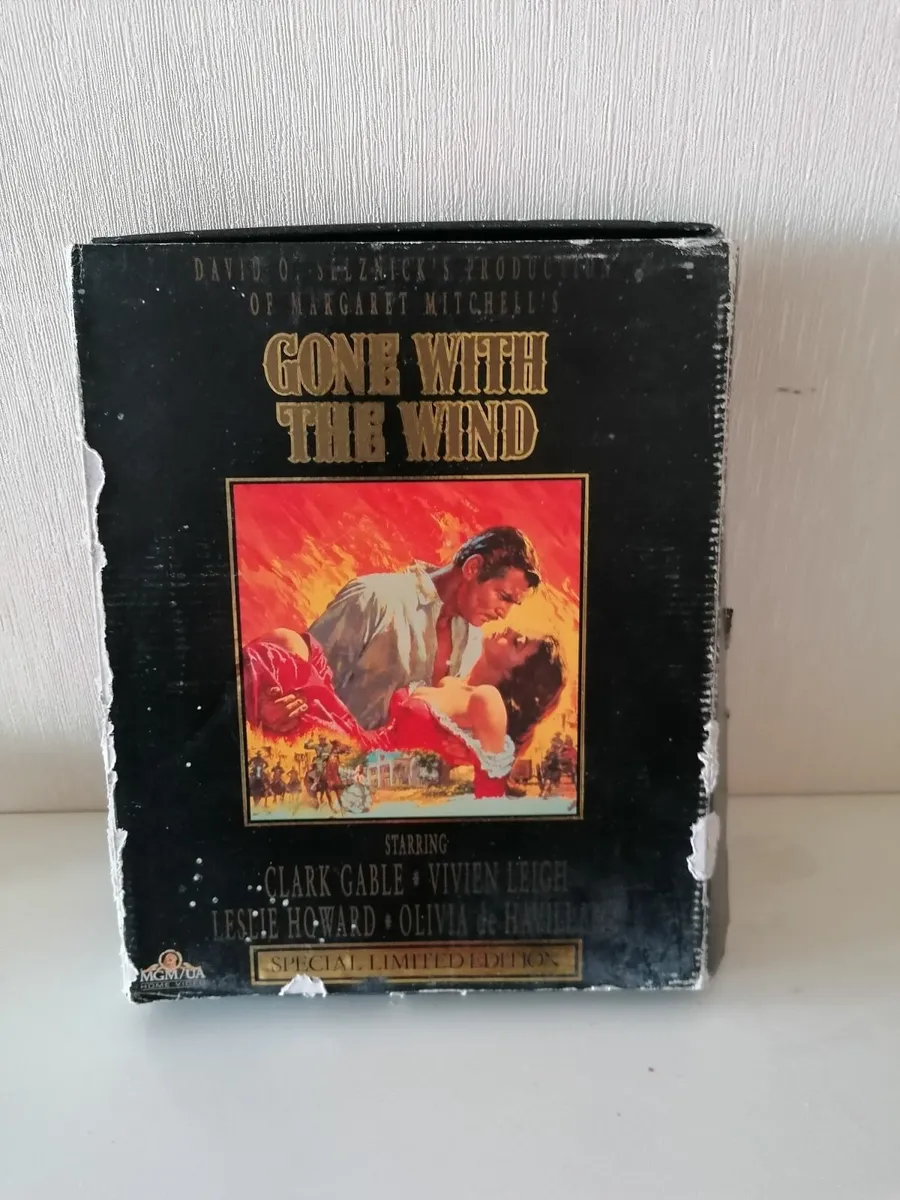 DAVID O. SELZNICK'S PRODUCTION
OF MARGARET MITCHELL'S
GONE WITH
THE WIND
STARRING
CLARK GABLE • VIVIEN LEIGH
LESLIE HOWARD • OLIVIA de
SPECIAL LIMITED EDITION
MGM/UA
HOME VIDEO